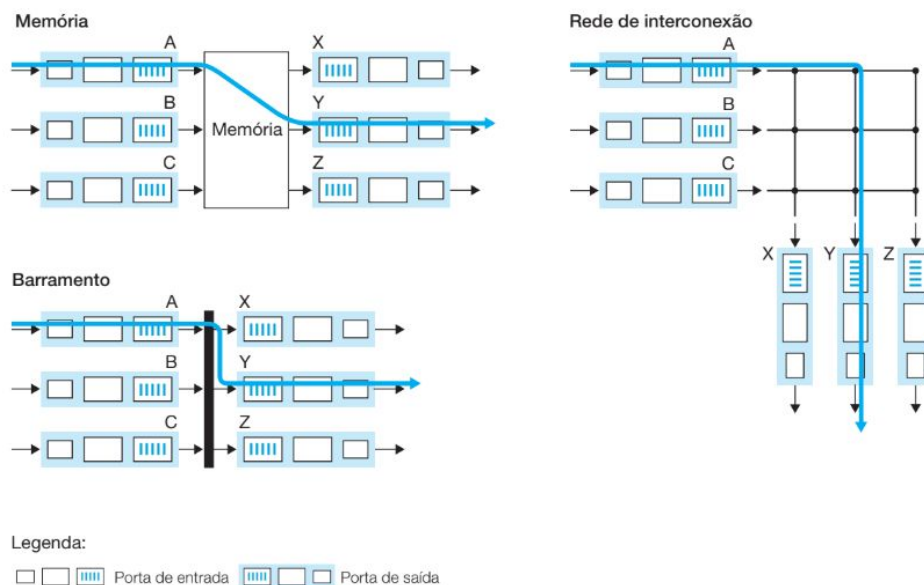 Memória
A
X
B
Y
Memória
C
Z
Rede de interconexão
A
B
C
X
Y
Z
Barramento
A
X
B
Y
C
Z
Legenda:
Porta de entrada
Porta de saída